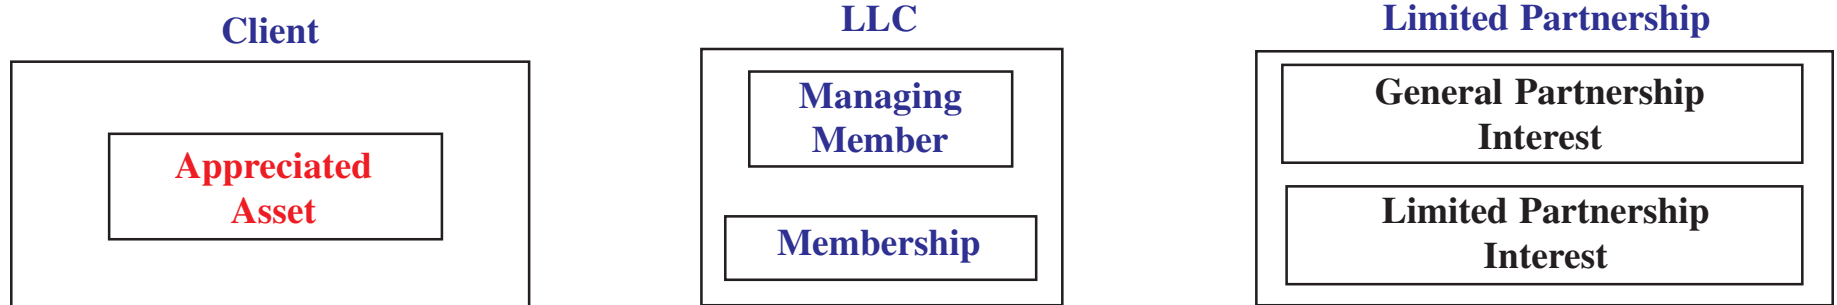 Client
Appreciated
Asset
LLC
Managing
Member
Membership
Limited Partnership
General Partnership
Interest
Limited Partnership
Interest